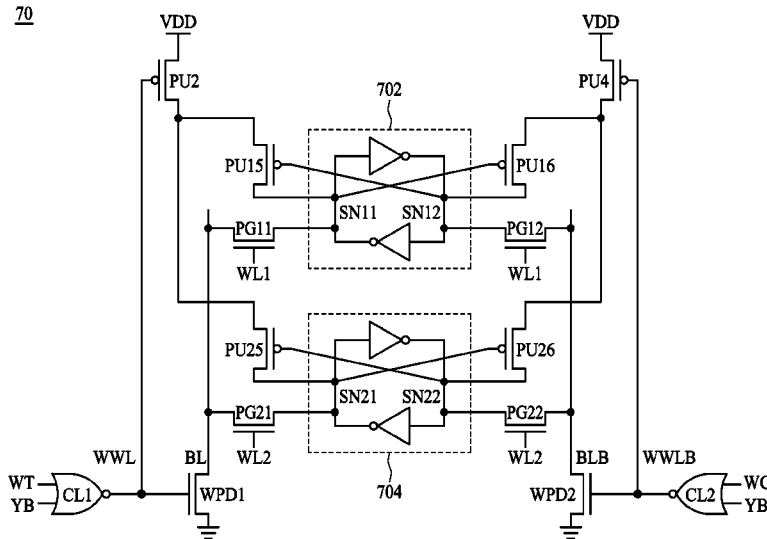 70
VDD
VDD
PU2
PU4
702
PU15
PU16
SN11
SN12
PG11
PG12
WL1
WL1
PU25
PU26
SN21
SN22
PG21
PG22
WL2
WL2
WWL
BL
BLB
WWLB
WT
YB
CL1
WPD1
704
WPD2
CL2
WC
YB